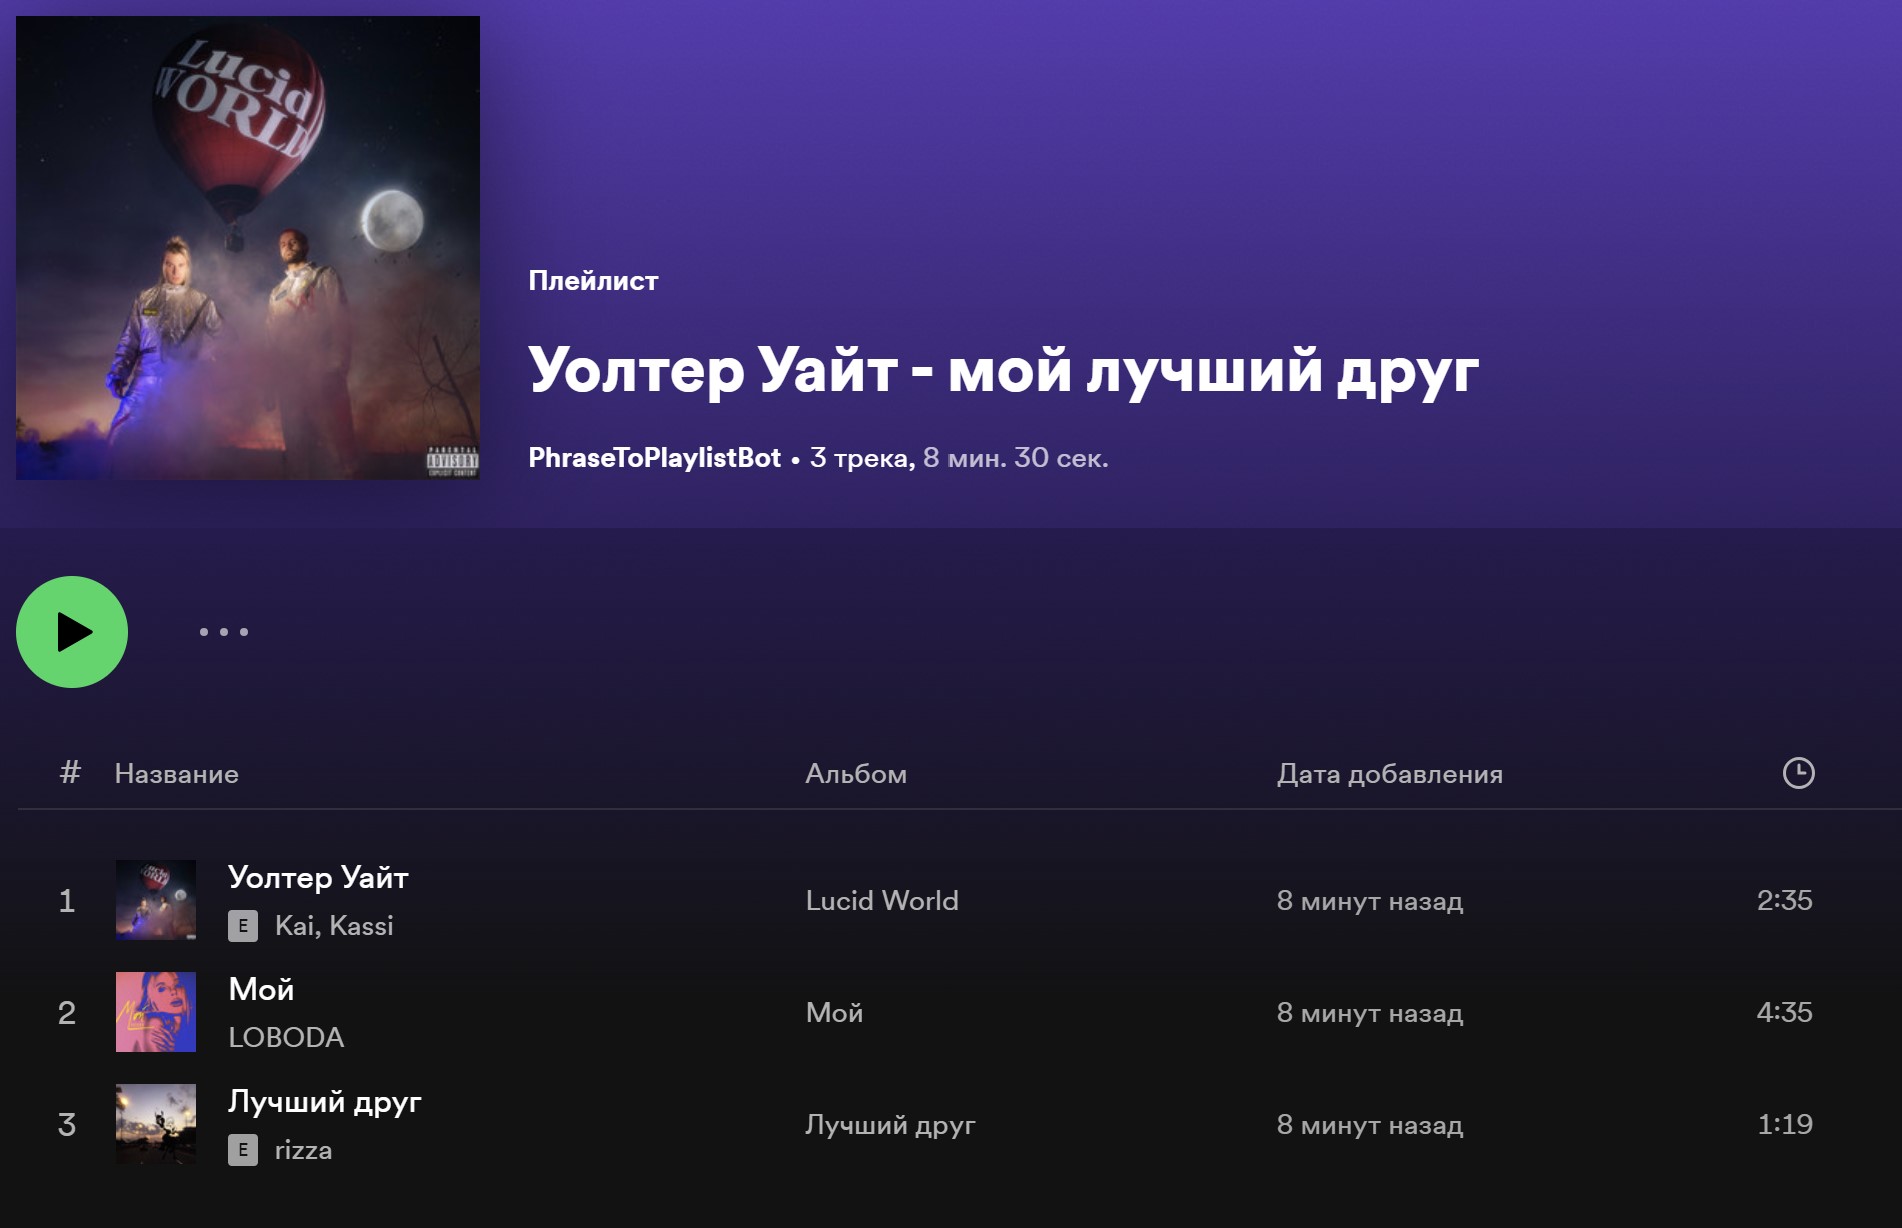 Lucid
WORLD
PARENTAL
ADVISORY
EXPLICIT CONTENT
Плейлист
Уолтер Уайт - мой лучший друг
PhraseToPlaylistBot • 3 трека, 8 мин. 30 сек.
# Название Альбом Дата добавления
1 Уолтер Уайт Lucid World 8 минут назад 2:35
E Kai, Kassi
2 Мой Мой 8 минут назад 4:35
LOBODA
3 Лучший друг Лучший друг 8 минут назад 1:19
E rizza